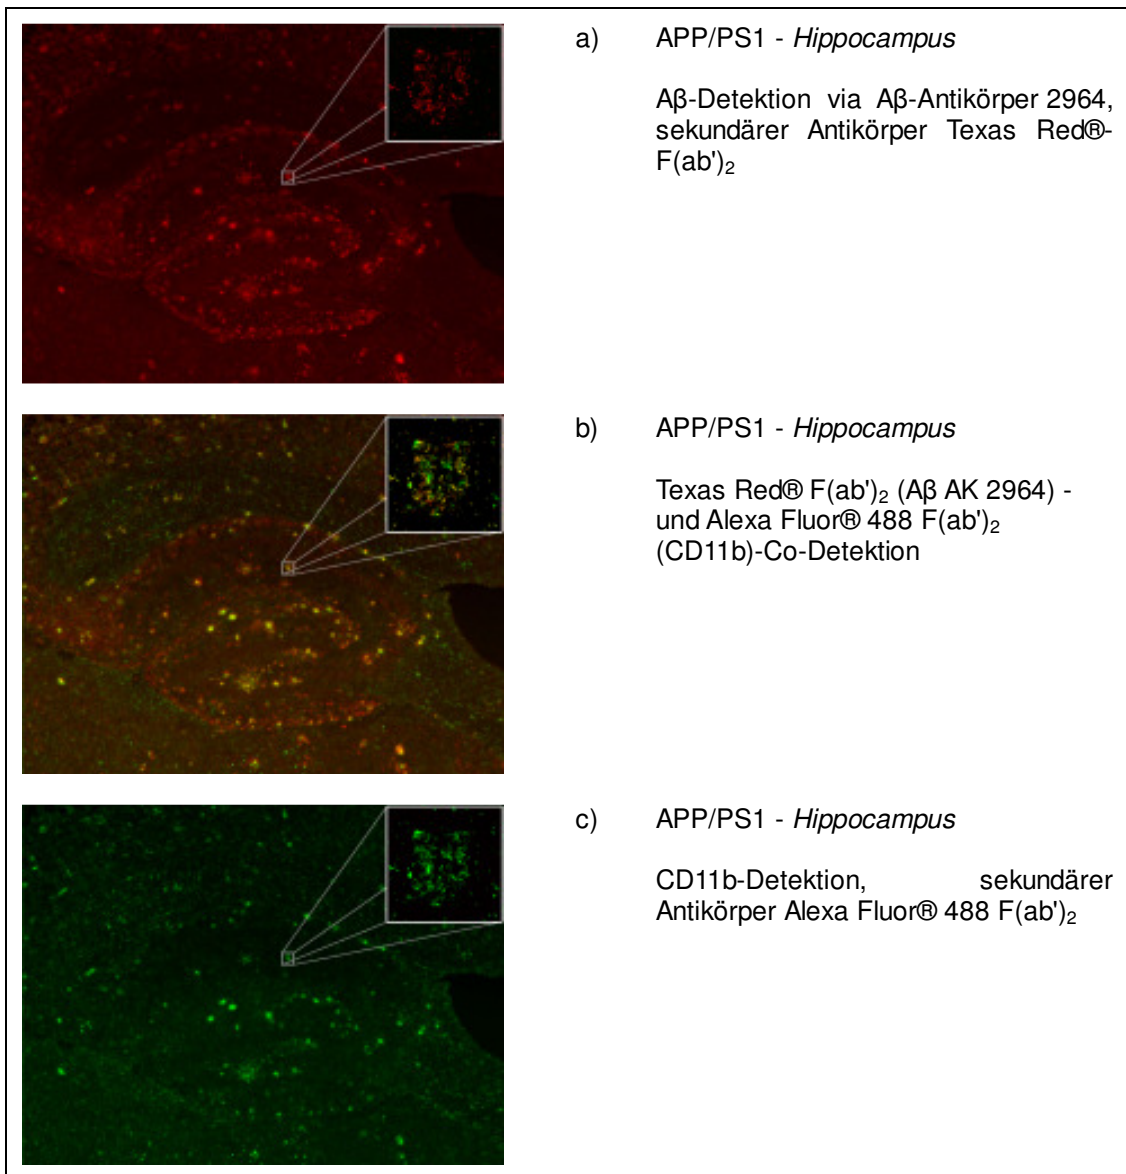 a) APP/PS1 - Hippocampus
Aβ-Detektion via Aβ-Antikörper 2964,
sekundärer Antikörper Texas Red®-
F(ab')₂
b) APP/PS1 - Hippocampus
Texas Red® F(ab')₂ (Aβ AK 2964) -
und Alexa Fluor® 488 F(ab')₂
(CD11b)-Co-Detektion
c) APP/PS1 - Hippocampus
CD11b-Detektion, sekundärer
Antikörper Alexa Fluor® 488 F(ab')₂